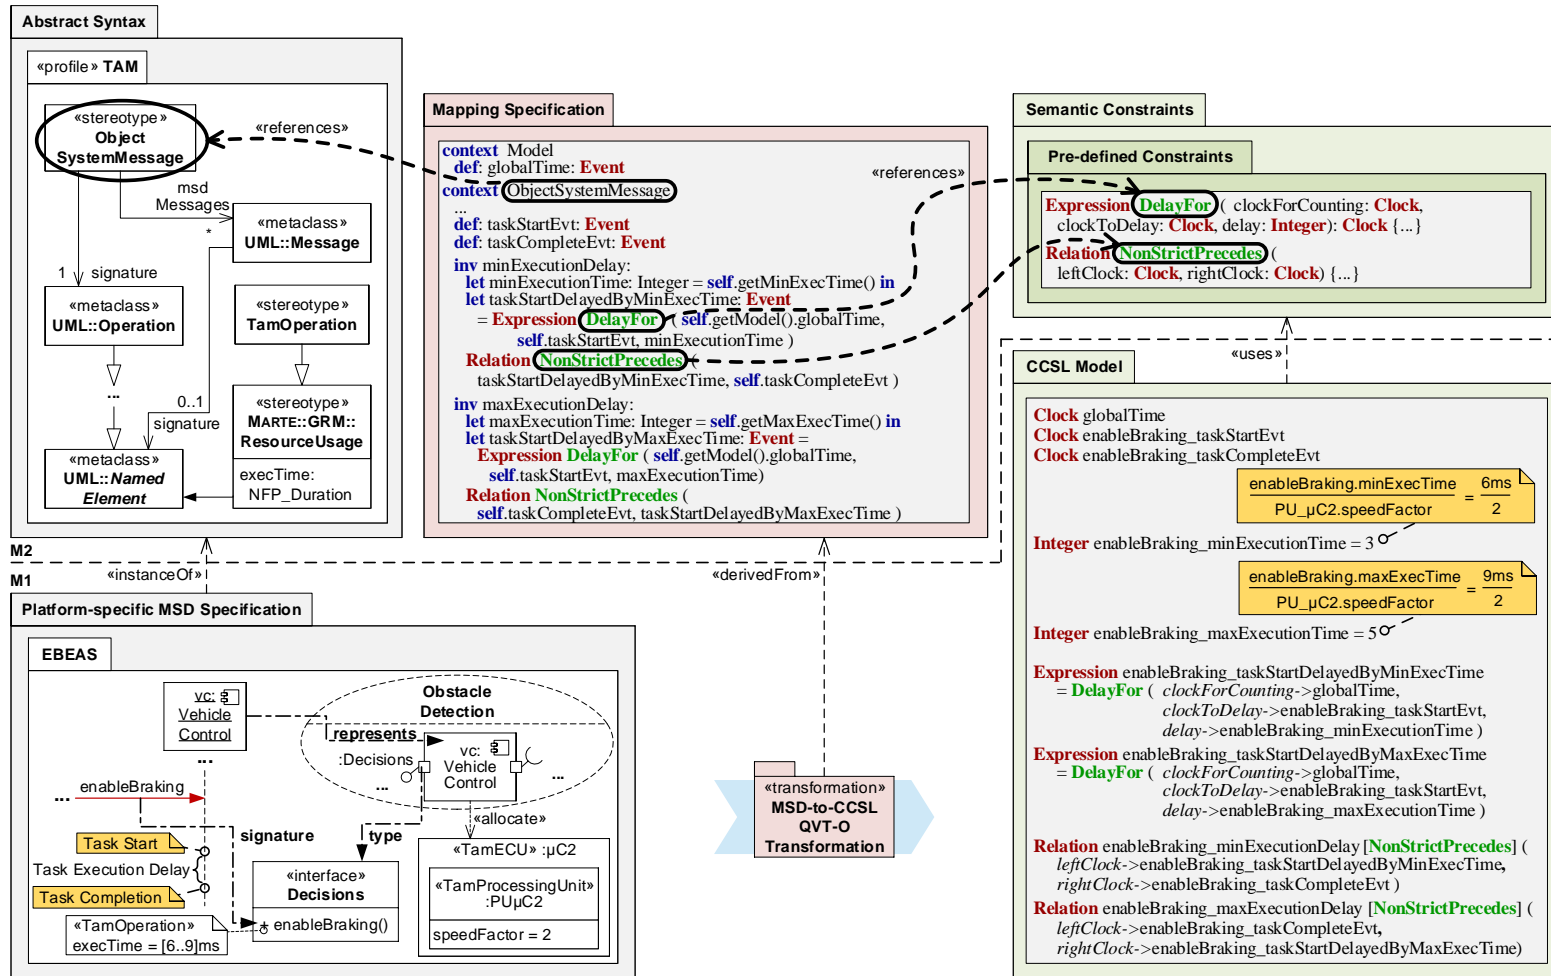 Abstract Syntax
«profile» TAM
«stereotype»
Object
SystemMessage
«references»
msd
Messages
*
«metaclass»
UML::Message
1
signature
«metaclass»
UML::Operation
«stereotype»
TamOperation
...
0..1
signature
«stereotype»
MARTE::GRM::
ResourceUsage
execTime:
NFP_Duration
«metaclass»
UML::Named
Element
M2
M1
«instanceOf»
Mapping Specification
context Model
def: globalTime: Event
context ObjectSystemMessage
...
def: taskStartEvt: Event
def: taskCompleteEvt: Event
inv minExecutionDelay:
let minExecutionTime: Integer = self.getMinExecTime() in
let taskStartDelayedByMinExecTime: Event
= Expression DelayFor ( self.getModel().globalTime,
self.taskStartEvt, minExecutionTime )
Relation NonStrictPrecedes (
taskStartDelayedByMinExecTime, self.taskCompleteEvt )
inv maxExecutionDelay:
let maxExecutionTime: Integer = self.getMaxExecTime() in
let taskStartDelayedByMaxExecTime: Event =
Expression DelayFor ( self.getModel().globalTime,
self.taskStartEvt, maxExecutionTime)
Relation NonStrictPrecedes (
self.taskCompleteEvt, taskStartDelayedByMaxExecTime )
«references»
«derivedFrom»
Semantic Constraints
Pre-defined Constraints
Expression DelayFor ( clockForCounting: Clock,
clockToDelay: Clock, delay: Integer): Clock {...}
Relation NonStrictPrecedes (
leftClock: Clock, rightClock: Clock) {...}
«uses»
CCSL Model
Clock globalTime
Clock enableBraking_taskStartEvt
Clock enableBraking_taskCompleteEvt
enableBraking.minExecTime
PU_µC2.speedFactor
=
6ms
2
Integer enableBraking_minExecutionTime = 3
enableBraking.maxExecTime
PU_µC2.speedFactor
=
9ms
2
Integer enableBraking_maxExecutionTime = 5
Expression enableBraking_taskStartDelayedByMinExecTime
= DelayFor ( clockForCounting->globalTime,
clockToDelay->enableBraking_taskStartEvt,
delay->enableBraking_minExecutionTime )
Expression enableBraking_taskStartDelayedByMaxExecTime
= DelayFor ( clockForCounting->globalTime,
clockToDelay->enableBraking_taskStartEvt,
delay->enableBraking_maxExecutionTime )
Relation enableBraking_minExecutionDelay [NonStrictPrecedes] (
leftClock->enableBraking_taskStartDelayedByMinExecTime,
rightClock->enableBraking_taskCompleteEvt )
Relation enableBraking_maxExecutionDelay [NonStrictPrecedes] (
leftClock->enableBraking_taskCompleteEvt,
rightClock->enableBraking_taskStartDelayedByMaxExecTime)
Platform-specific MSD Specification
EBEAS
vc:
Vehicle
Control
...
Obstacle
Detection
represents
:Decisions
...
vc:
Vehicle
Control
...
enableBraking
...
signature
type
«allocate»
Task Start
Task Execution Delay
Task Completion
«TamOperation»
execTime = [6..9]ms
«interface»
Decisions
+ enableBraking()
«TamECU» :µC2
«TamProcessingUnit»
:PUµC2
speedFactor = 2
«transformation»
MSD-to-CCSL
QVT-O
Transformation